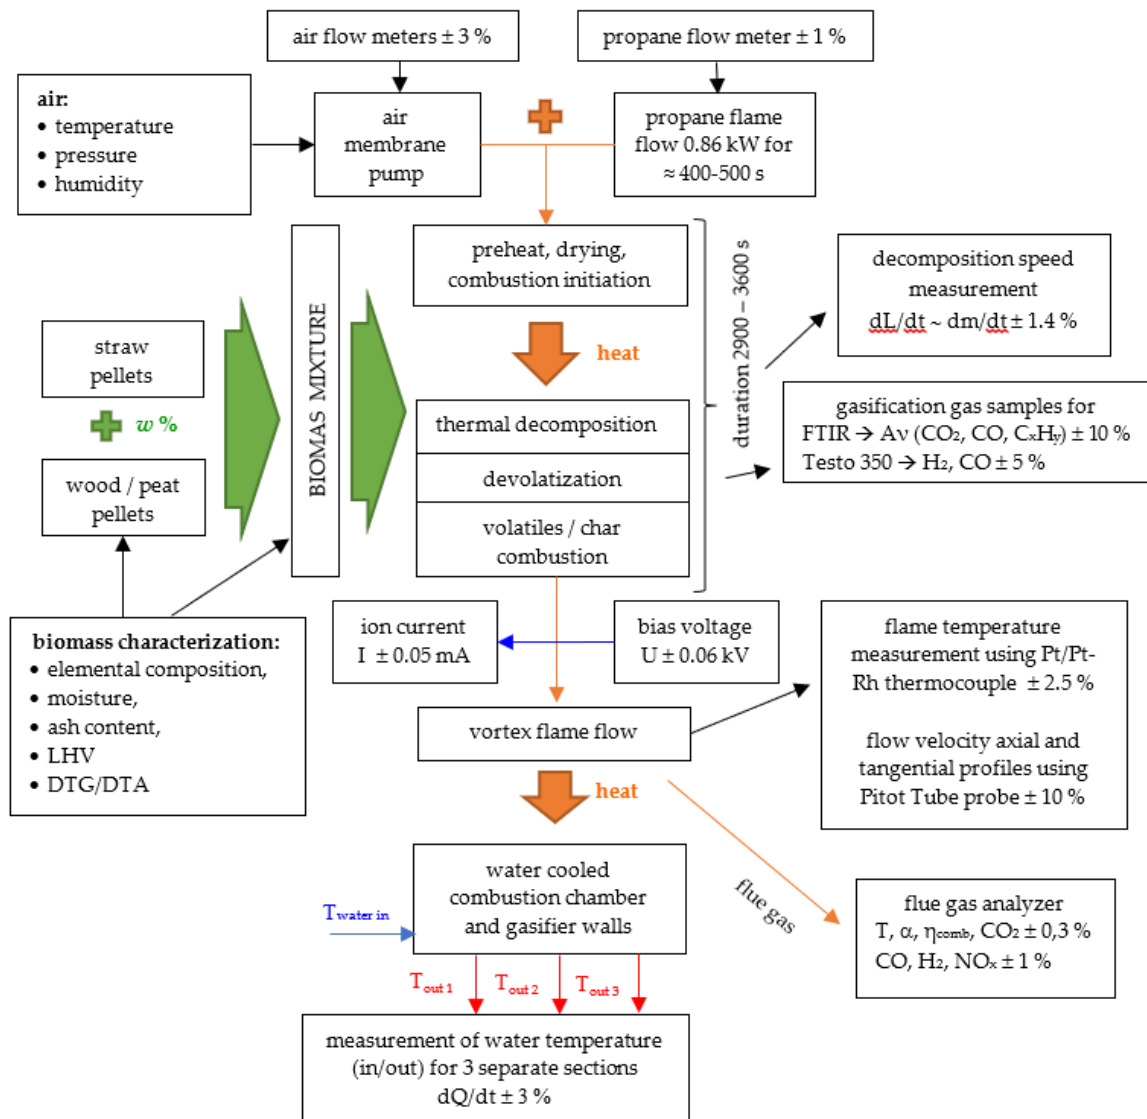 air flow meters ± 3 %
propane flow meter ± 1 %
air:
• temperature
• pressure
• humidity
air
membrane
pump
propane flame
flow 0.86 kW for
≈ 400-500 s
preheat, drying,
combustion initiation
heat
duration 2900 – 3600 s
decomposition speed
measurement
dL/dt ~ dm/dt ± 1.4 %
straw
pellets
w %
wood / peat
pellets
BIOMAS MIXTURE
thermal decomposition
devolatization
volatiles / char
combustion
gasification gas samples for
FTIR → Aν (CO₂, CO, CₓHᵧ) ± 10 %
Testo 350 → H₂, CO ± 5 %
biomass characterization:
• elemental composition,
• moisture,
• ash content,
• LHV
• DTG/DTA
ion current
I ± 0.05 mA
bias voltage
U ± 0.06 kV
vortex flame flow
flame temperature
measurement using Pt/Pt-
Rh thermocouple ± 2.5 %
flow velocity axial and
tangential profiles using
Pitot Tube probe ± 10 %
heat
flue gas
water cooled
combustion chamber
and gasifier walls
T water in
flue gas analyzer
T, α, ηcomb, CO₂ ± 0,3 %
CO, H₂, NOₓ ± 1 %
T out 1
T out 2
T out 3
measurement of water temperature
(in/out) for 3 separate sections
dQ/dt ± 3 %